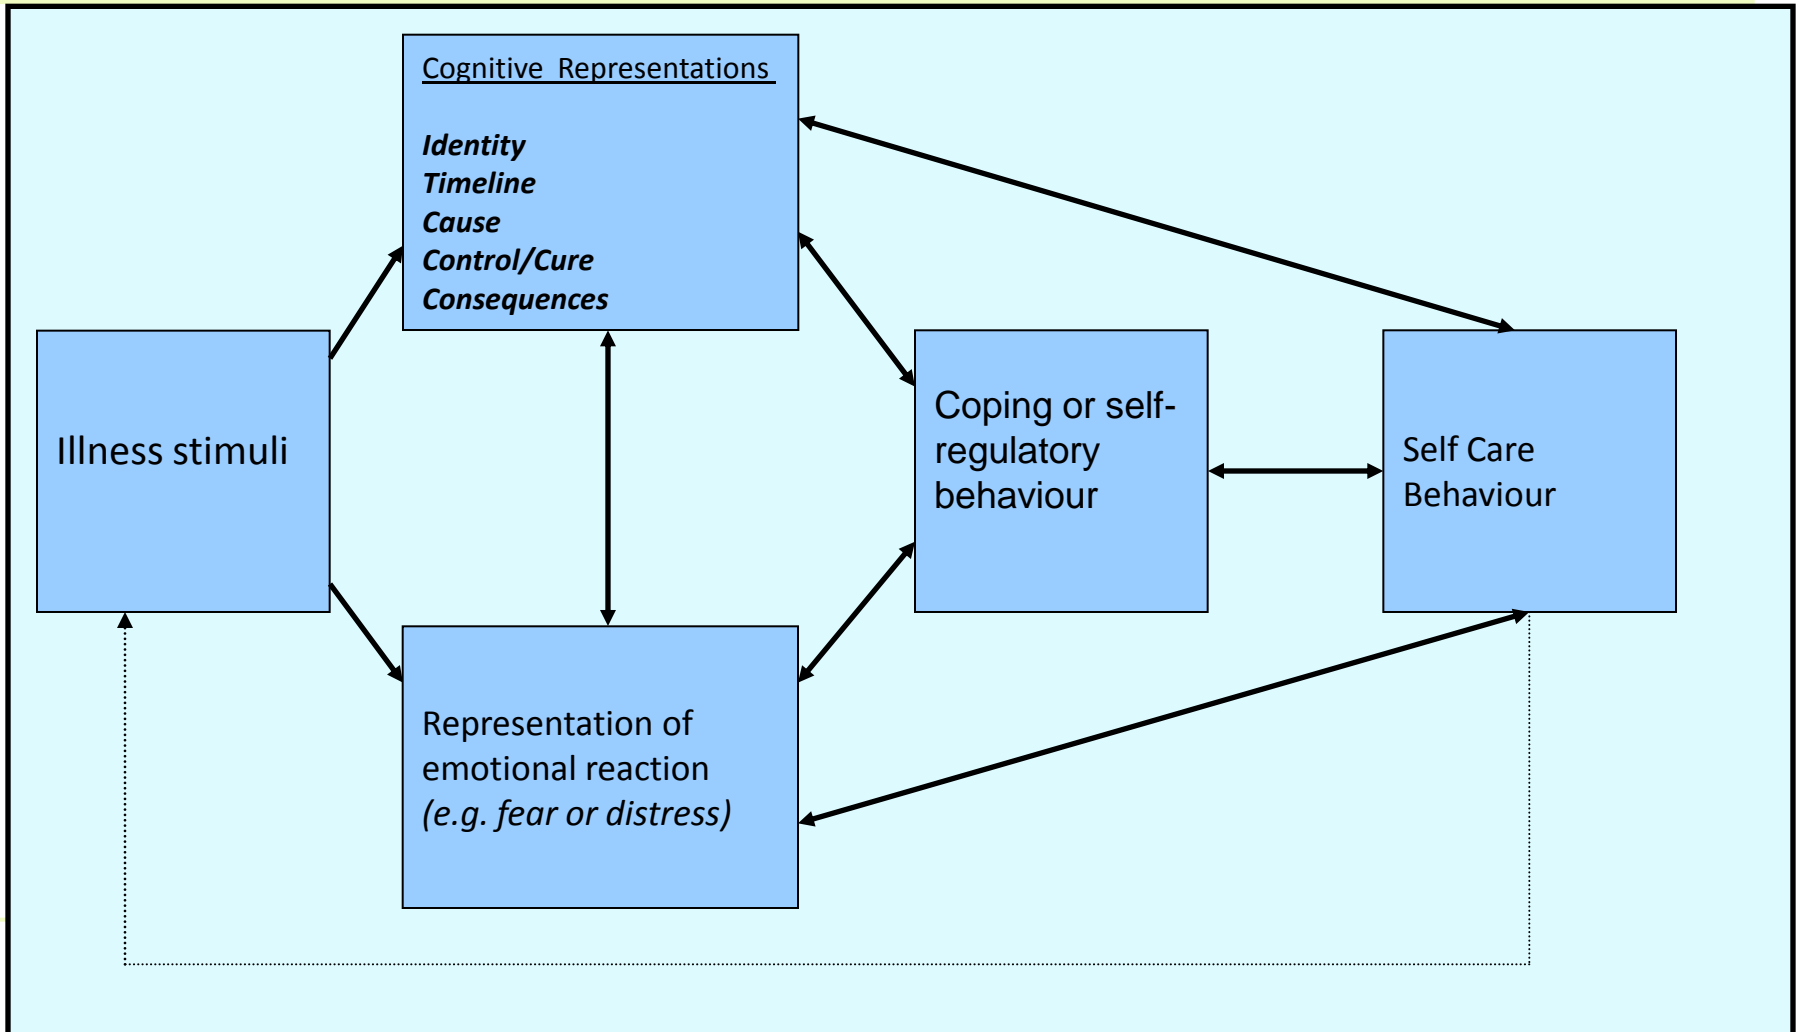 Cognitive Representations
Identity
Timeline
Cause
Control/Cure
Consequences
Illness stimuli
Coping or self-
regulatory
behaviour
Self Care
Behaviour
Representation of
emotional reaction
(e.g. fear or distress)